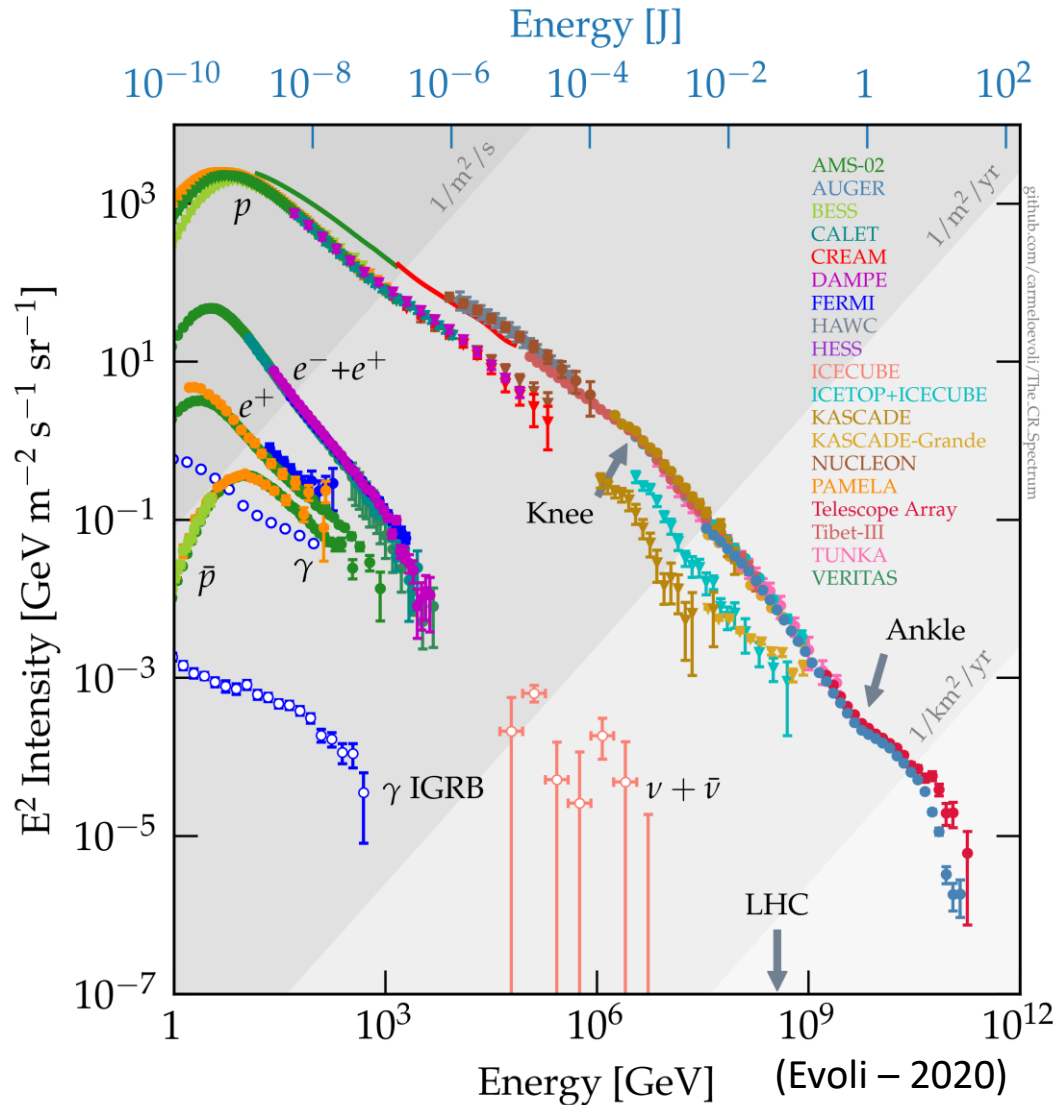 Energy [J]
10⁻¹⁰ 10⁻⁸ 10⁻⁶ 10⁻⁴ 10⁻² 1 10²
1/m²/s
1/m²/yr
1/km²/yr
AMS-02
AUGER
BESS
CALET
CREAM
DAMPE
FERMI
HAWC
HESS
ICECUBE
ICETOP+ICECUBE
KASCADE
KASCADE-Grande
NUCLEON
PAMELA
Telescope Array
Tibet-III
TUNKA
VERITAS
github.com/carmeloevoli/The_CR_Spectrum
E² Intensity [GeV m⁻² s⁻¹ sr⁻¹]
10³
10¹
10⁻¹
10⁻³
10⁻⁵
10⁻⁷
p
e⁻+e⁺
e⁺
p̄
γ
γ IGRB
ν + ν̄
Knee
Ankle
LHC
1 10³ 10⁶ 10⁹ 10¹²
Energy [GeV]
(Evoli – 2020)